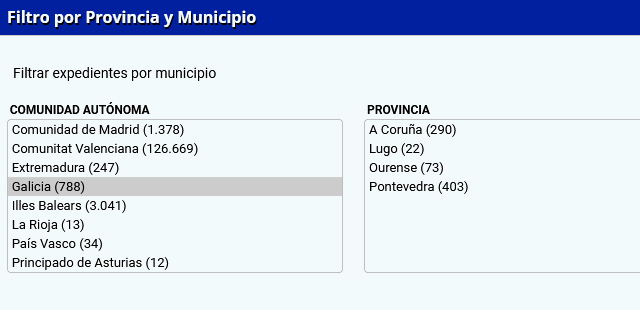 Filtro por Provincia y Municipio
Filtrar expedientes por municipio
COMUNIDAD AUTÓNOMA
Comunidad de Madrid (1.378)
Comunitat Valenciana (126.669)
Extremadura (247)
Galicia (788)
Illes Balears (3.041)
La Rioja (13)
País Vasco (34)
Principado de Asturias (12)
PROVINCIA
A Coruña (290)
Lugo (22)
Ourense (73)
Pontevedra (403)